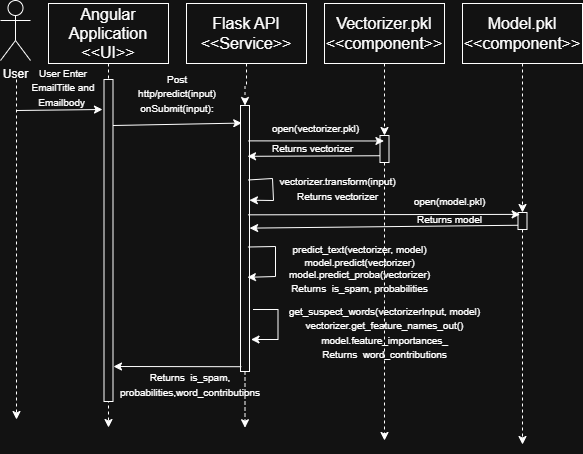 Angular
Application
<<UI>>
Flask API
<<Service>>
Vectorizer.pkl
<<component>>
Model.pkl
<<component>>
User
User Enter
EmailTitle and
Emailbody
Post
http/predict(input)
onSubmit(input):
open(vectorizer.pkl)
Returns vectorizer
vectorizer.transform(input)
Returns vectorizer
open(model.pkl)
Returns model
predict_text(vectorizer, model)
model.predict(vectorizer)
model.predict_proba(vectorizer)
Returns is_spam, probabilities
get_suspect_words(vectorizerInput, model)
vectorizer.get_feature_names_out()
model.feature_importances_
Returns word_contributions
Returns is_spam,
probabilities,word_contributions